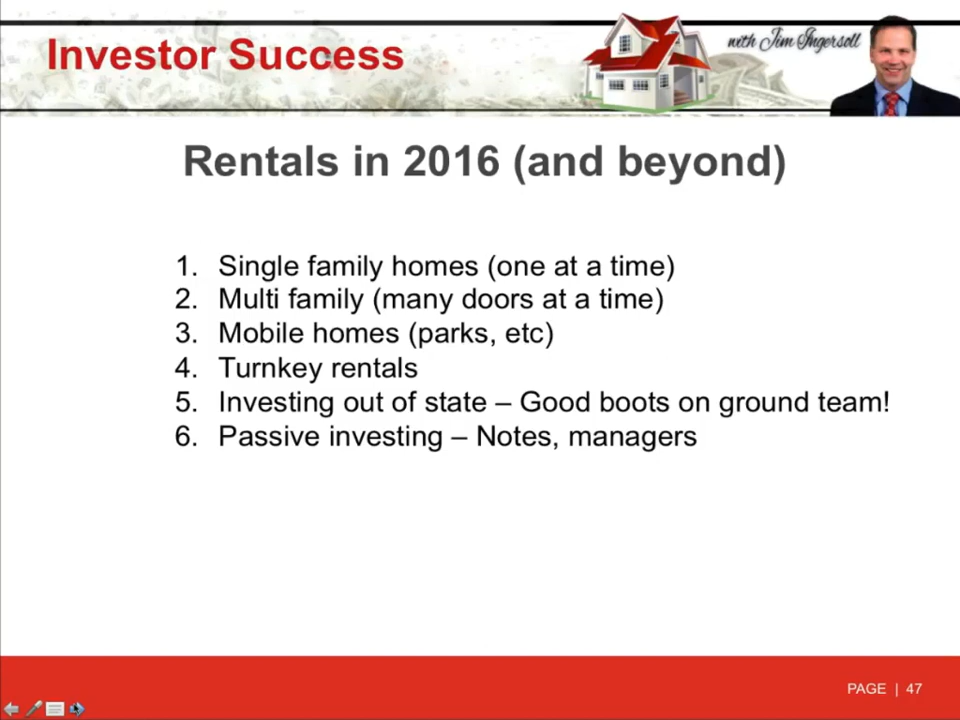 Investor Success
with Jim Ingersoll
Rentals in 2016 (and beyond)
1. Single family homes (one at a time)
2. Multi family (many doors at a time)
3. Mobile homes (parks, etc)
4. Turnkey rentals
5. Investing out of state – Good boots on ground team!
6. Passive investing – Notes, managers
PAGE | 47